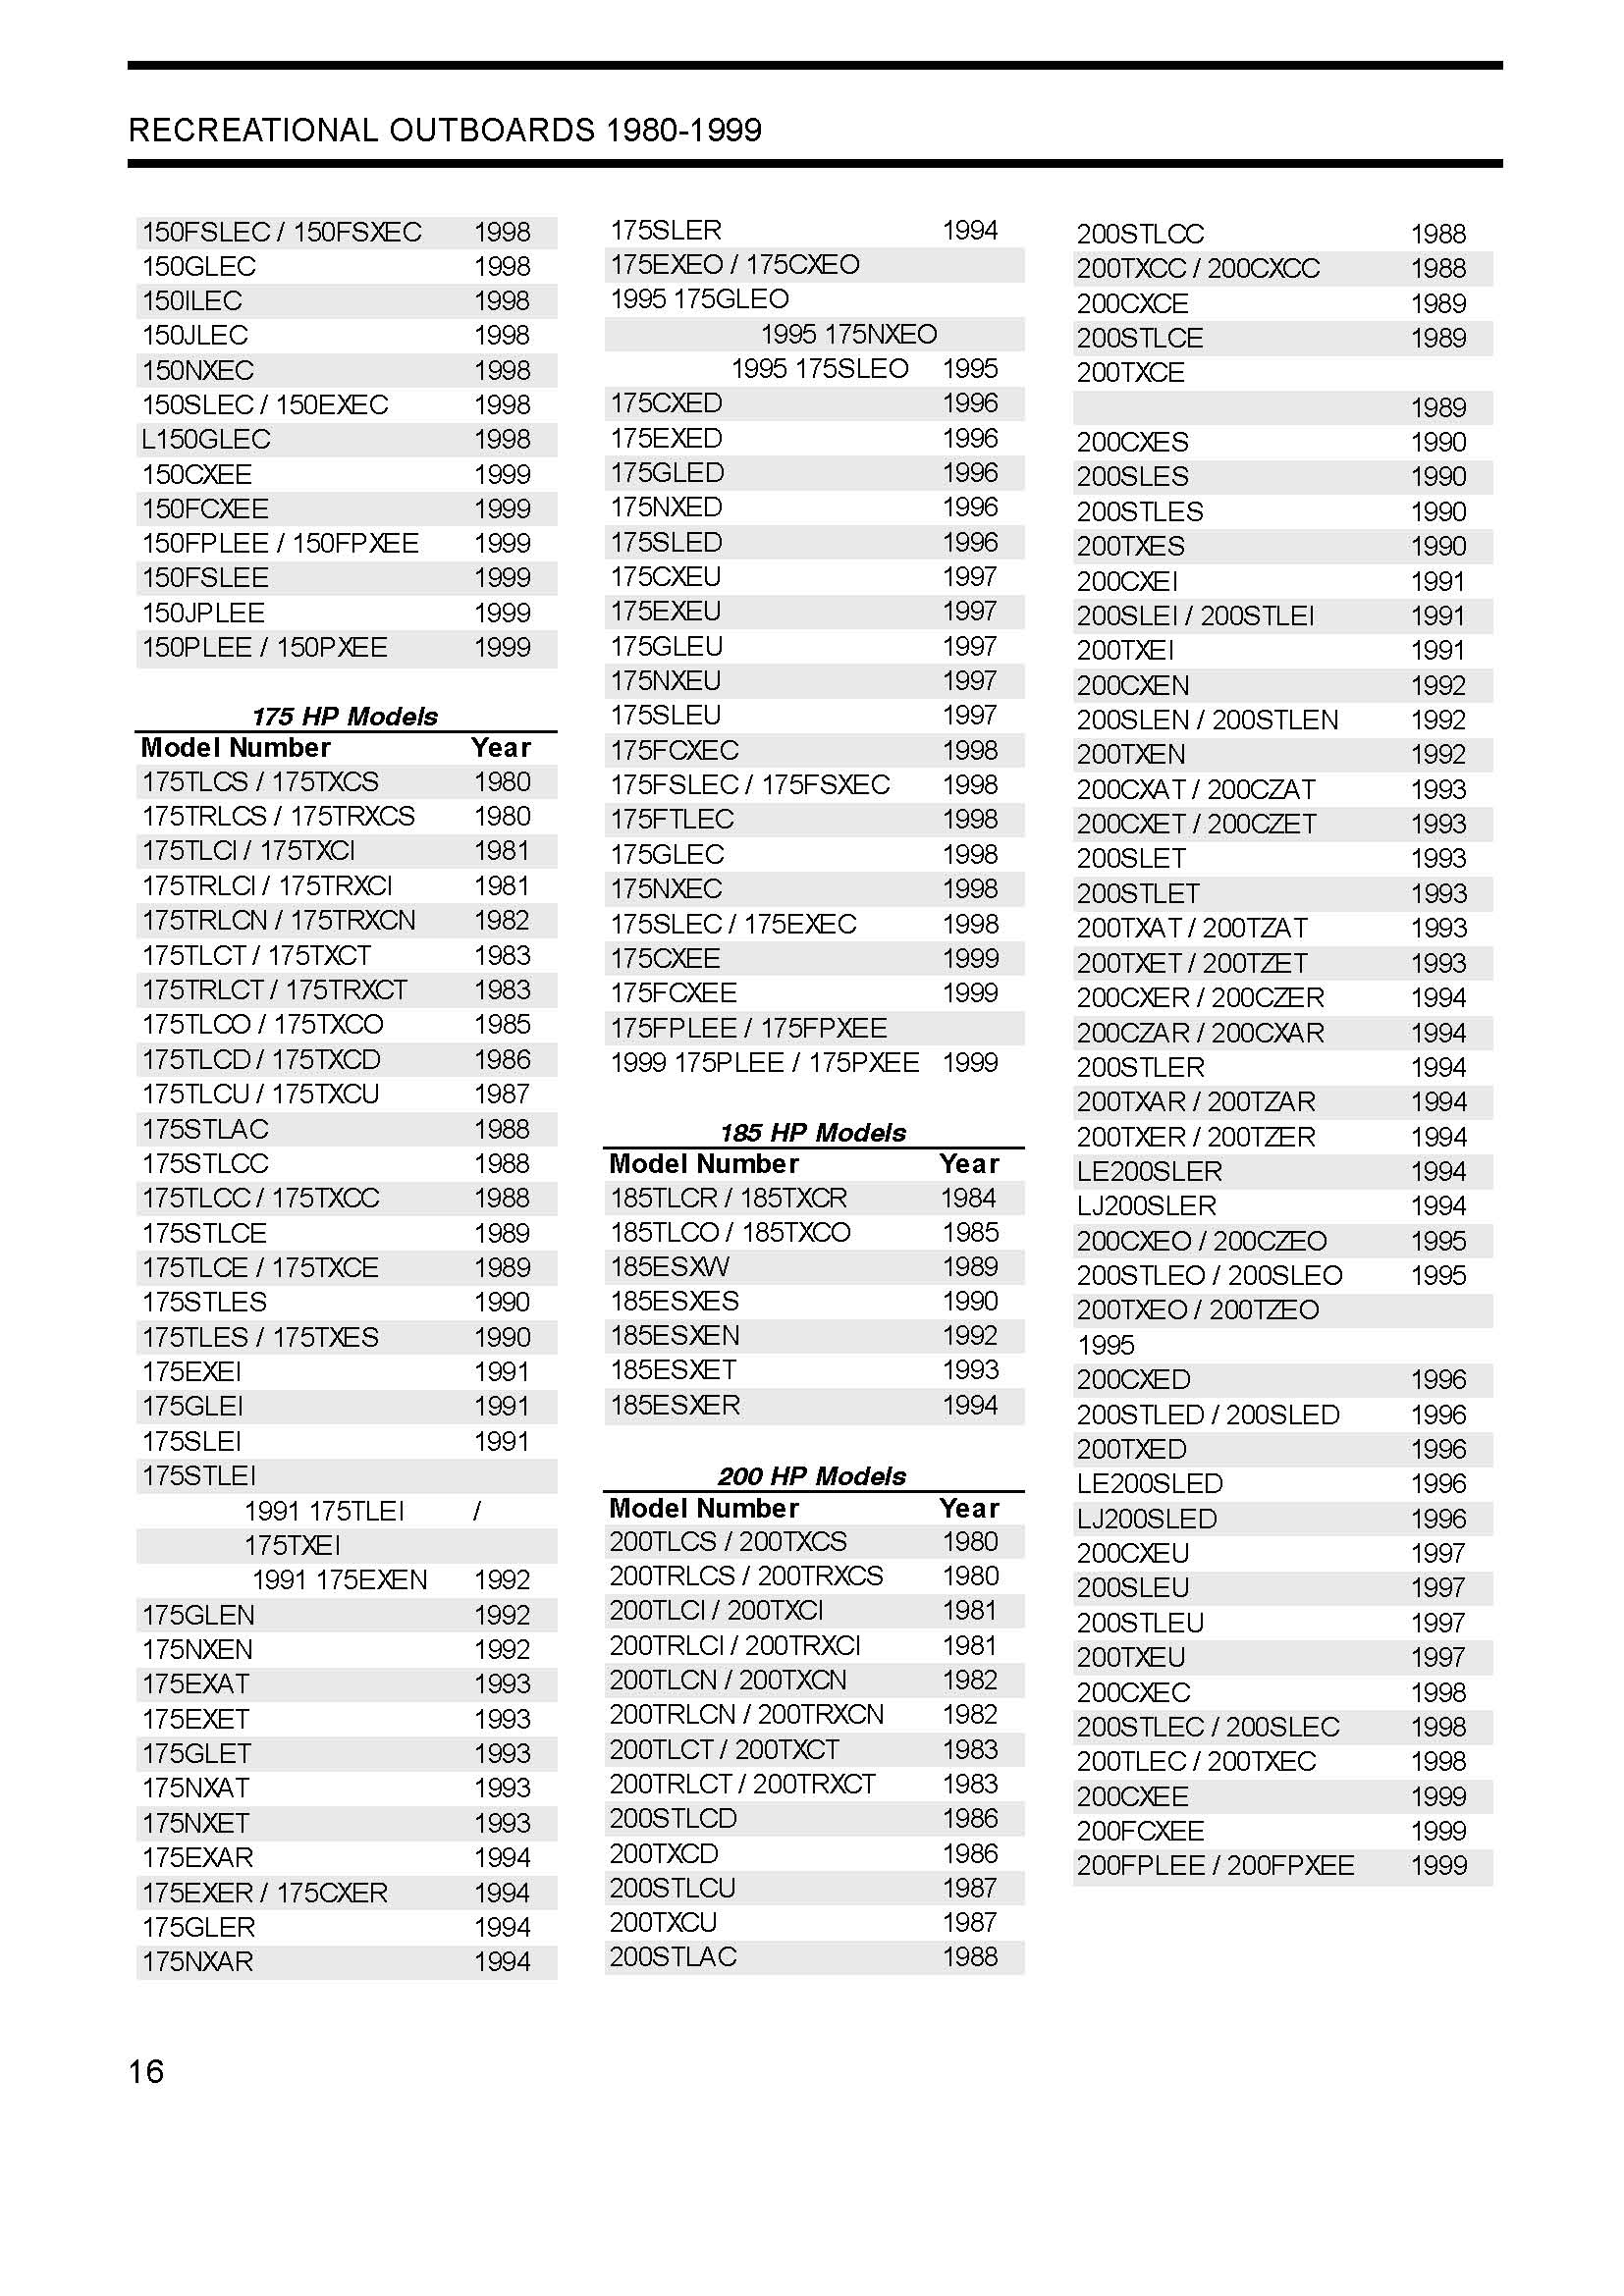 RECREATIONAL OUTBOARDS 1980-1999
150FSLEC / 150FSXEC 1998
150GLEC 1998
150ILEC 1998
150JLEC 1998
150NXEC 1998
150SLEC / 150EXEC 1998
L150GLEC 1998
150CXEE 1999
150FCXEE 1999
150FPLEE / 150FPXEE 1999
150FSLEE 1999
150JPLEE 1999
150PLEE / 150PXEE 1999
175 HP Models
Model Number Year
175TLCS / 175TXCS 1980
175TRLCS / 175TRXCS 1980
175TLCI / 175TXCI 1981
175TRLCI / 175TRXCI 1981
175TRLCN / 175TRXCN 1982
175TLCT / 175TXCT 1983
175TRLCT / 175TRXCT 1983
175TLCO / 175TXCO 1985
175TLCD / 175TXCD 1986
175TLCU / 175TXCU 1987
175STLAC 1988
175STLCC 1988
175TLCC / 175TXCC 1988
175STLCE 1989
175TLCE / 175TXCE 1989
175STLES 1990
175TLES / 175TXES 1990
175EXEI 1991
175GLEI 1991
175SLEI 1991
175STLEI
1991 175TLEI /
175TXEI
1991 175EXEN 1992
175GLEN 1992
175NXEN 1992
175EXAT 1993
175EXET 1993
175GLET 1993
175NXAT 1993
175NXET 1993
175EXAR 1994
175EXER / 175CXER 1994
175GLER 1994
175NXAR 1994
175SLER 1994
175EXEO / 175CXEO
1995 175GLEO
1995 175NXEO
1995 175SLEO 1995
175CXED 1996
175EXED 1996
175GLED 1996
175NXED 1996
175SLED 1996
175CXEU 1997
175EXEU 1997
175GLEU 1997
175NXEU 1997
175SLEU 1997
175FCXEC 1998
175FSLEC / 175FSXEC 1998
175FTLEC 1998
175GLEC 1998
175NXEC 1998
175SLEC / 175EXEC 1998
175CXEE 1999
175FCXEE 1999
175FPLEE / 175FPXEE
1999 175PLEE / 175PXEE 1999
185 HP Models
Model Number Year
185TLCR / 185TXCR 1984
185TLCO / 185TXCO 1985
185ESXW 1989
185ESXES 1990
185ESXEN 1992
185ESXET 1993
185ESXER 1994
200 HP Models
Model Number Year
200TLCS / 200TXCS 1980
200TRLCS / 200TRXCS 1980
200TLCI / 200TXCI 1981
200TRLCI / 200TRXCI 1981
200TLCN / 200TXCN 1982
200TRLCN / 200TRXCN 1982
200TLCT / 200TXCT 1983
200TRLCT / 200TRXCT 1983
200STLCD 1986
200TXCD 1986
200STLCU 1987
200TXCU 1987
200STLAC 1988
200STLCC 1988
200TXCC / 200CXCC 1988
200CXCE 1989
200STLCE 1989
200TXCE
1989
200CXES 1990
200SLES 1990
200STLES 1990
200TXES 1990
200CXEI 1991
200SLEI / 200STLEI 1991
200TXEI 1991
200CXEN 1992
200SLEN / 200STLEN 1992
200TXEN 1992
200CXAT / 200CZAT 1993
200CXET / 200CZET 1993
200SLET 1993
200STLET 1993
200TXAT / 200TZAT 1993
200TXET / 200TZET 1993
200CXER / 200CZER 1994
200CZAR / 200CXAR 1994
200STLER 1994
200TXAR / 200TZAR 1994
200TXER / 200TZER 1994
LE200SLER 1994
LJ200SLER 1994
200CXEO / 200CZEO 1995
200STLEO / 200SLEO 1995
200TXEO / 200TZEO
1995
200CXED 1996
200STLED / 200SLED 1996
200TXED 1996
LE200SLED 1996
LJ200SLED 1996
200CXEU 1997
200SLEU 1997
200STLEU 1997
200TXEU 1997
200CXEC 1998
200STLEC / 200SLEC 1998
200TLEC / 200TXEC 1998
200CXEE 1999
200FCXEE 1999
200FPLEE / 200FPXEE 1999
16